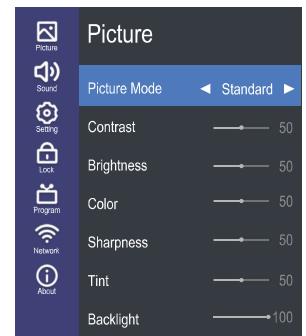 Picture
Sound
Setting
Lock
Program
Network
About
Picture
Picture Mode Standard
Contrast 50
Brightness 50
Color 50
Sharpness 50
Tint 50
Backlight 100